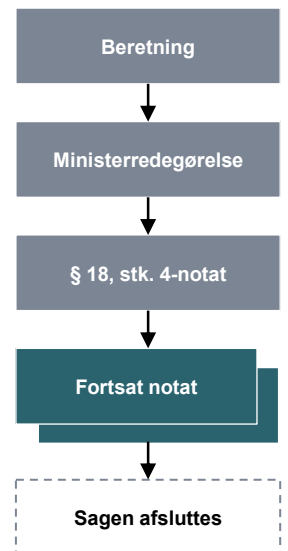 Beretning
Ministerredegørelse
§ 18, stk. 4-notat
Fortsat notat
Sagen afsluttes